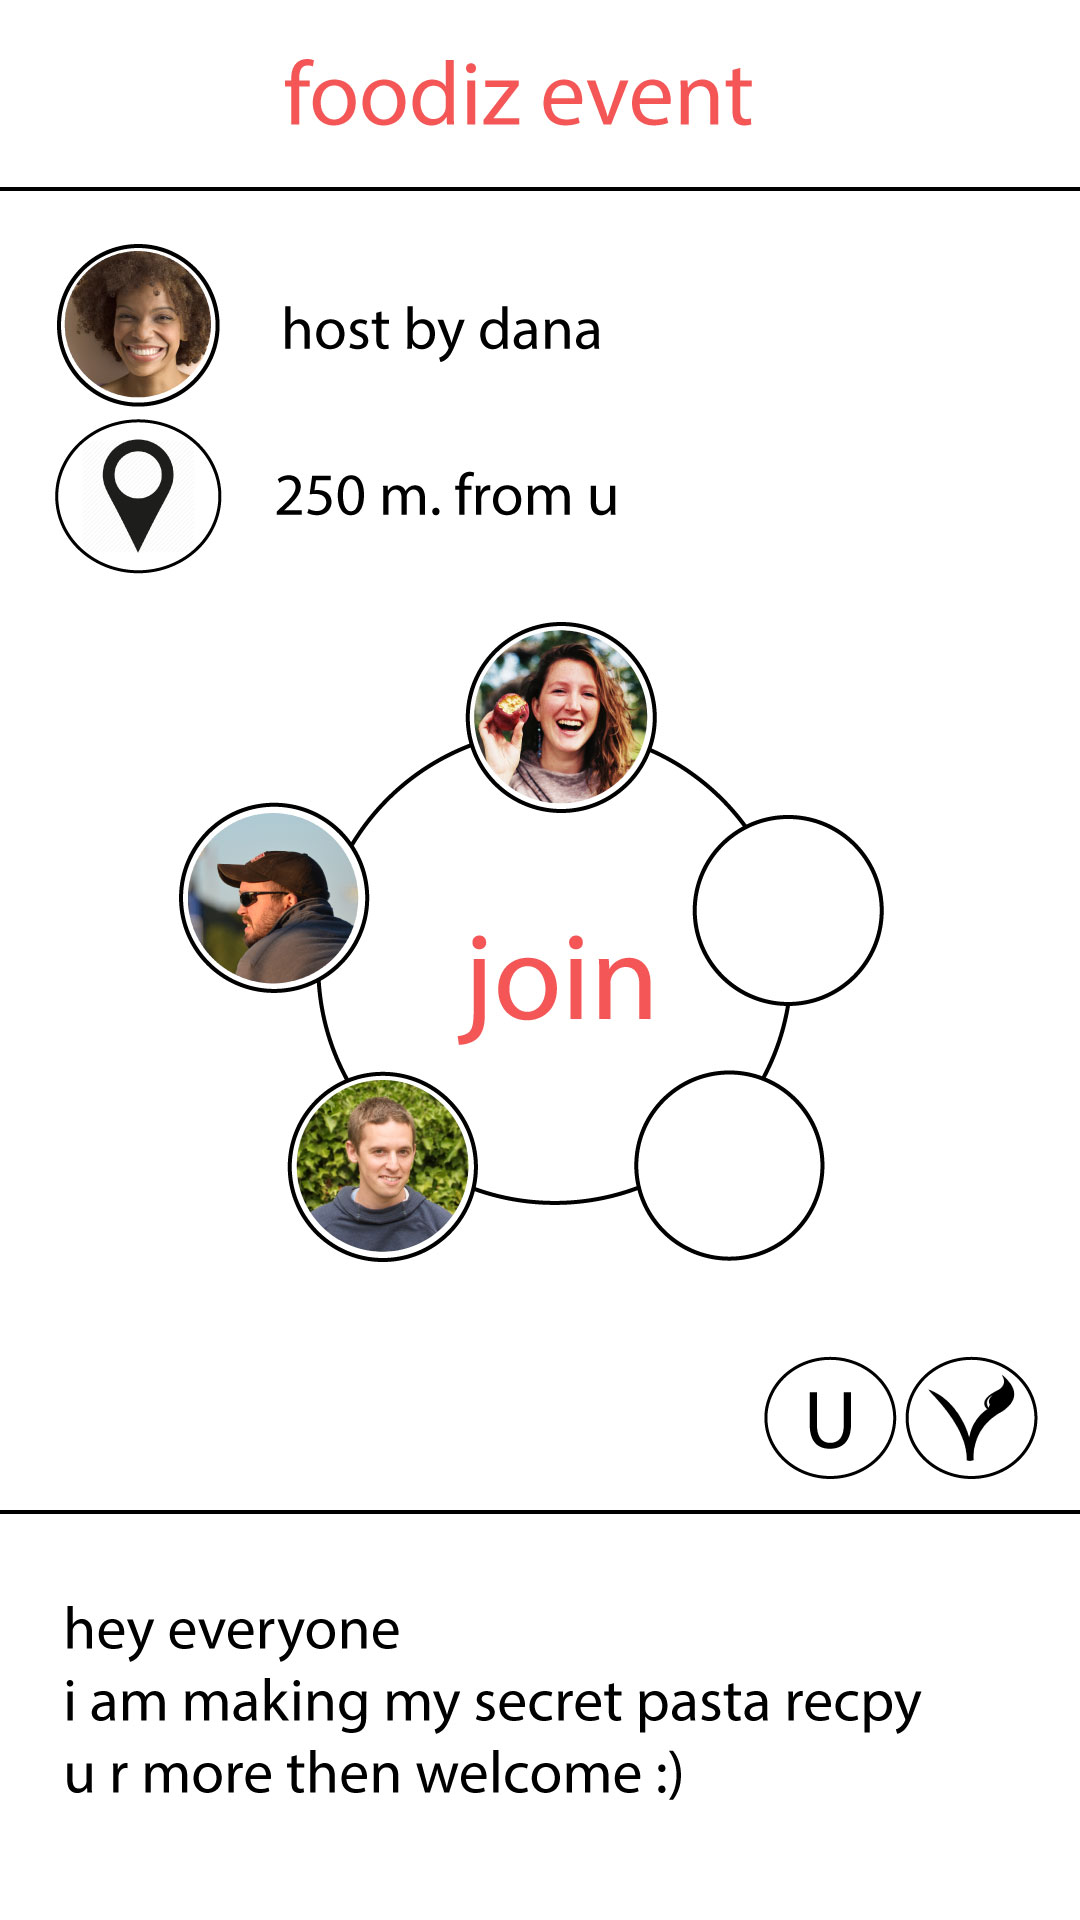 foodiz event
host by dana
250 m. from u
join
U
hey everyone
i am making my secret pasta recpy
u r more then welcome :)